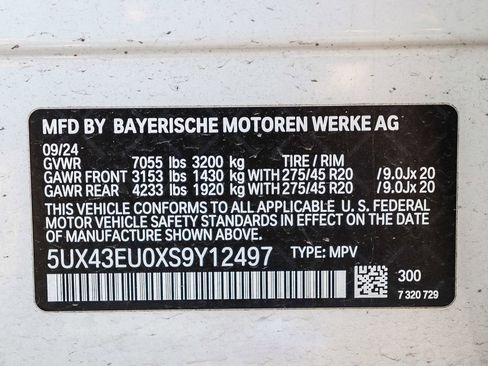 MFD BY BAYERISCHE MOTOREN WERKE AG
09/24
GVWR 7055 lbs 3200 kg TIRE / RIM
GAWR FRONT 3153 lbs 1430 kg WITH 275/45 R20 /9.0Jx 20
GAWR REAR 4233 lbs 1920 kg WITH 275/45 R20 /9.0Jx 20
THIS VEHICLE CONFORMS TO ALL APPLICABLE U. S. FEDERAL
MOTOR VEHICLE SAFETY STANDARDS IN EFFECT ON THE DATE
OF MANUFACTURE SHOWN ABOVE.
5UX43EU0XS9Y12497 TYPE: MPV
300
7 320 729